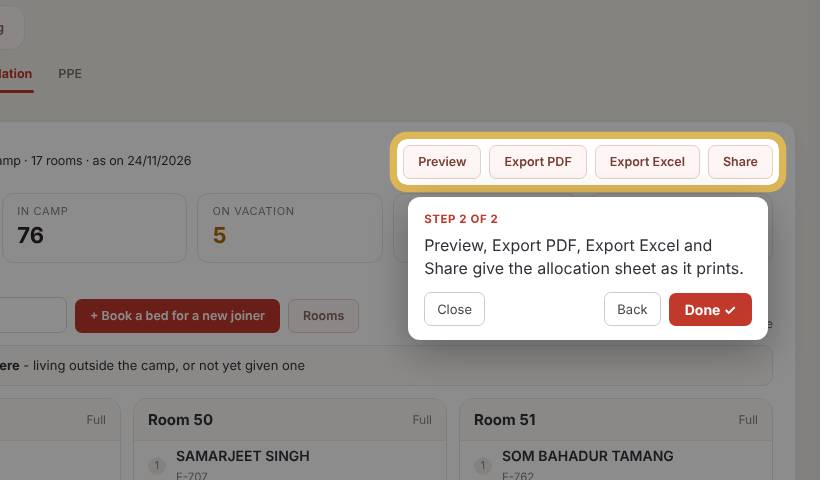 g
lation PPE
amp · 17 rooms · as on 24/11/2026
Preview Export PDF Export Excel Share
IN CAMP
76
ON VACATION
5
STEP 2 OF 2
Preview, Export PDF, Export Excel and
Share give the allocation sheet as it prints.
Close Back Done ✓
+ Book a bed for a new joiner Rooms
e
ere - living outside the camp, or not yet given one
Full
Room 50 Full
1 SAMARJEET SINGH
E-707
Room 51 Full
1 SOM BAHADUR TAMANG
E-762